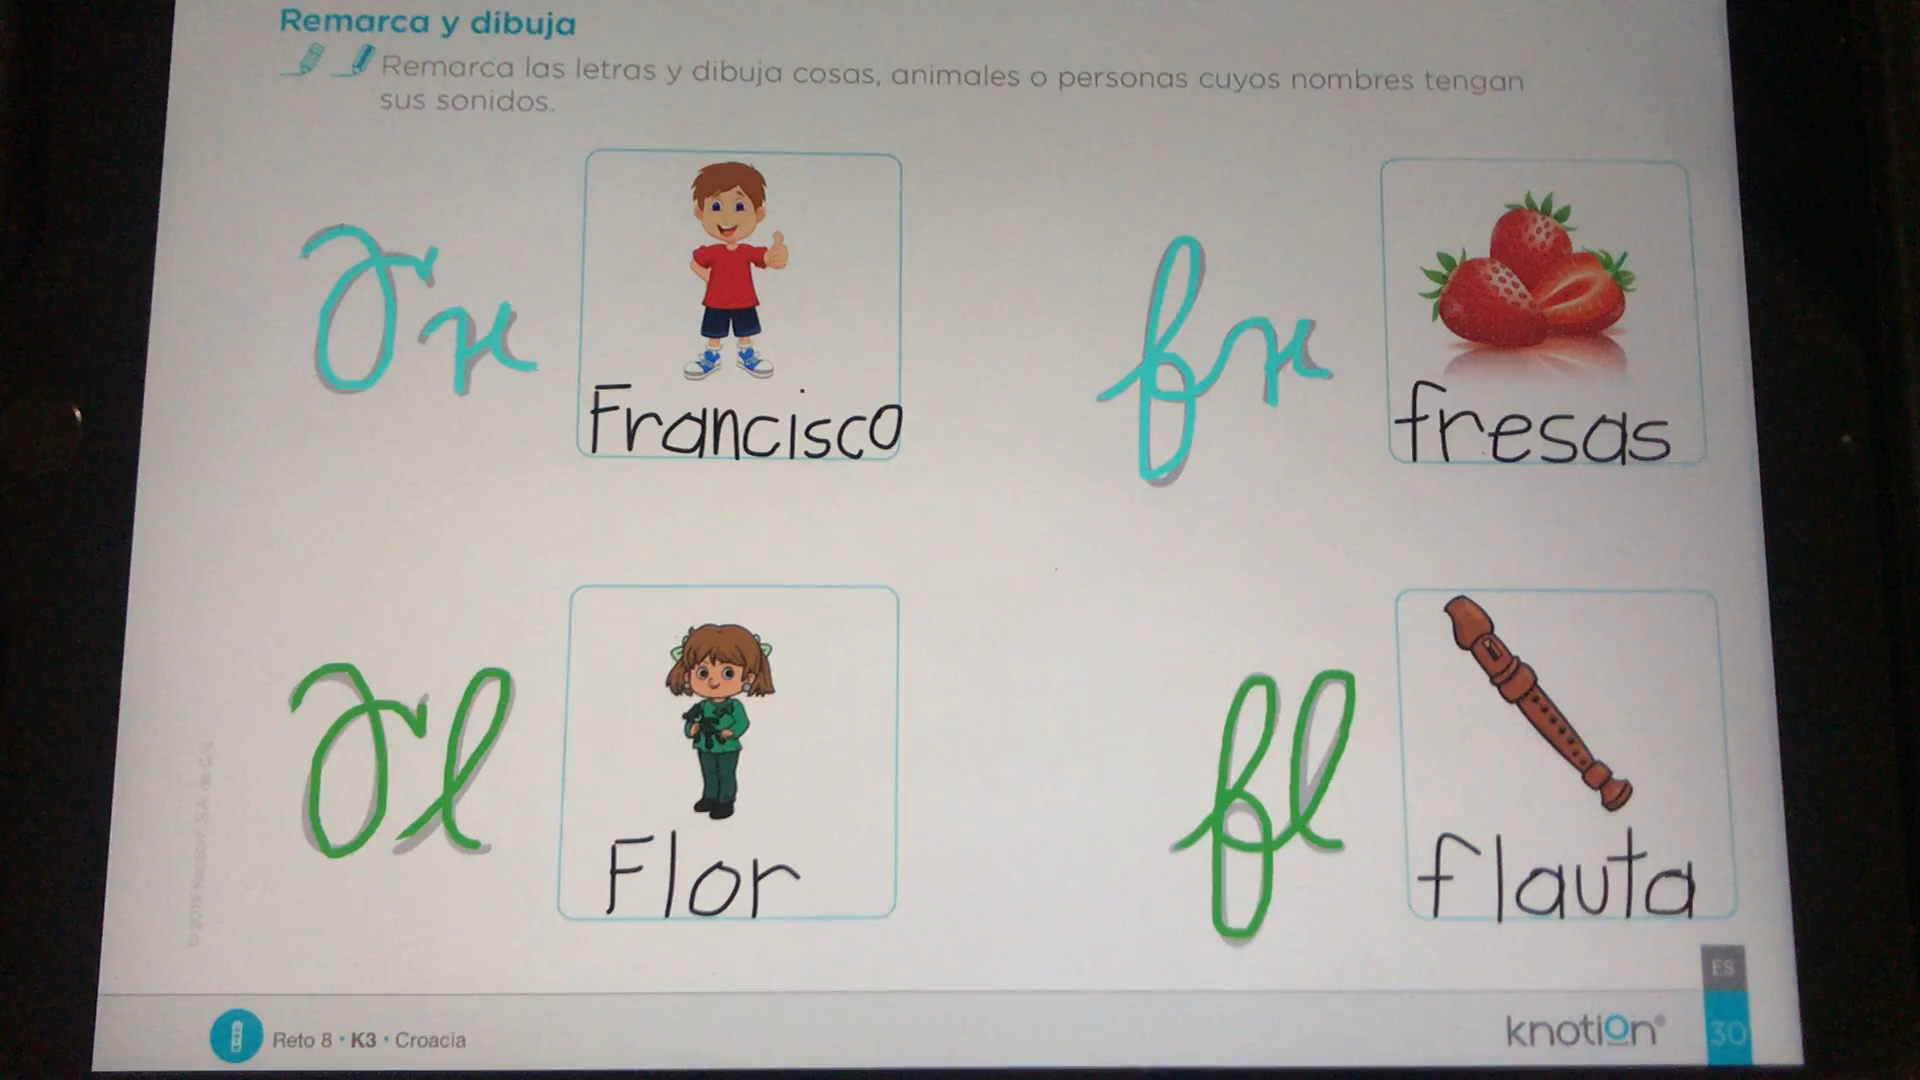 Remarca y dibuja
Remarca las letras y dibuja cosas, animales o personas cuyos nombres tengan
sus sonidos.
Fr
Francisco
fr
fresas
Fl
Flor
fl
flauta
ES
Reto 8 • K3 • Croacia
knotion®
30